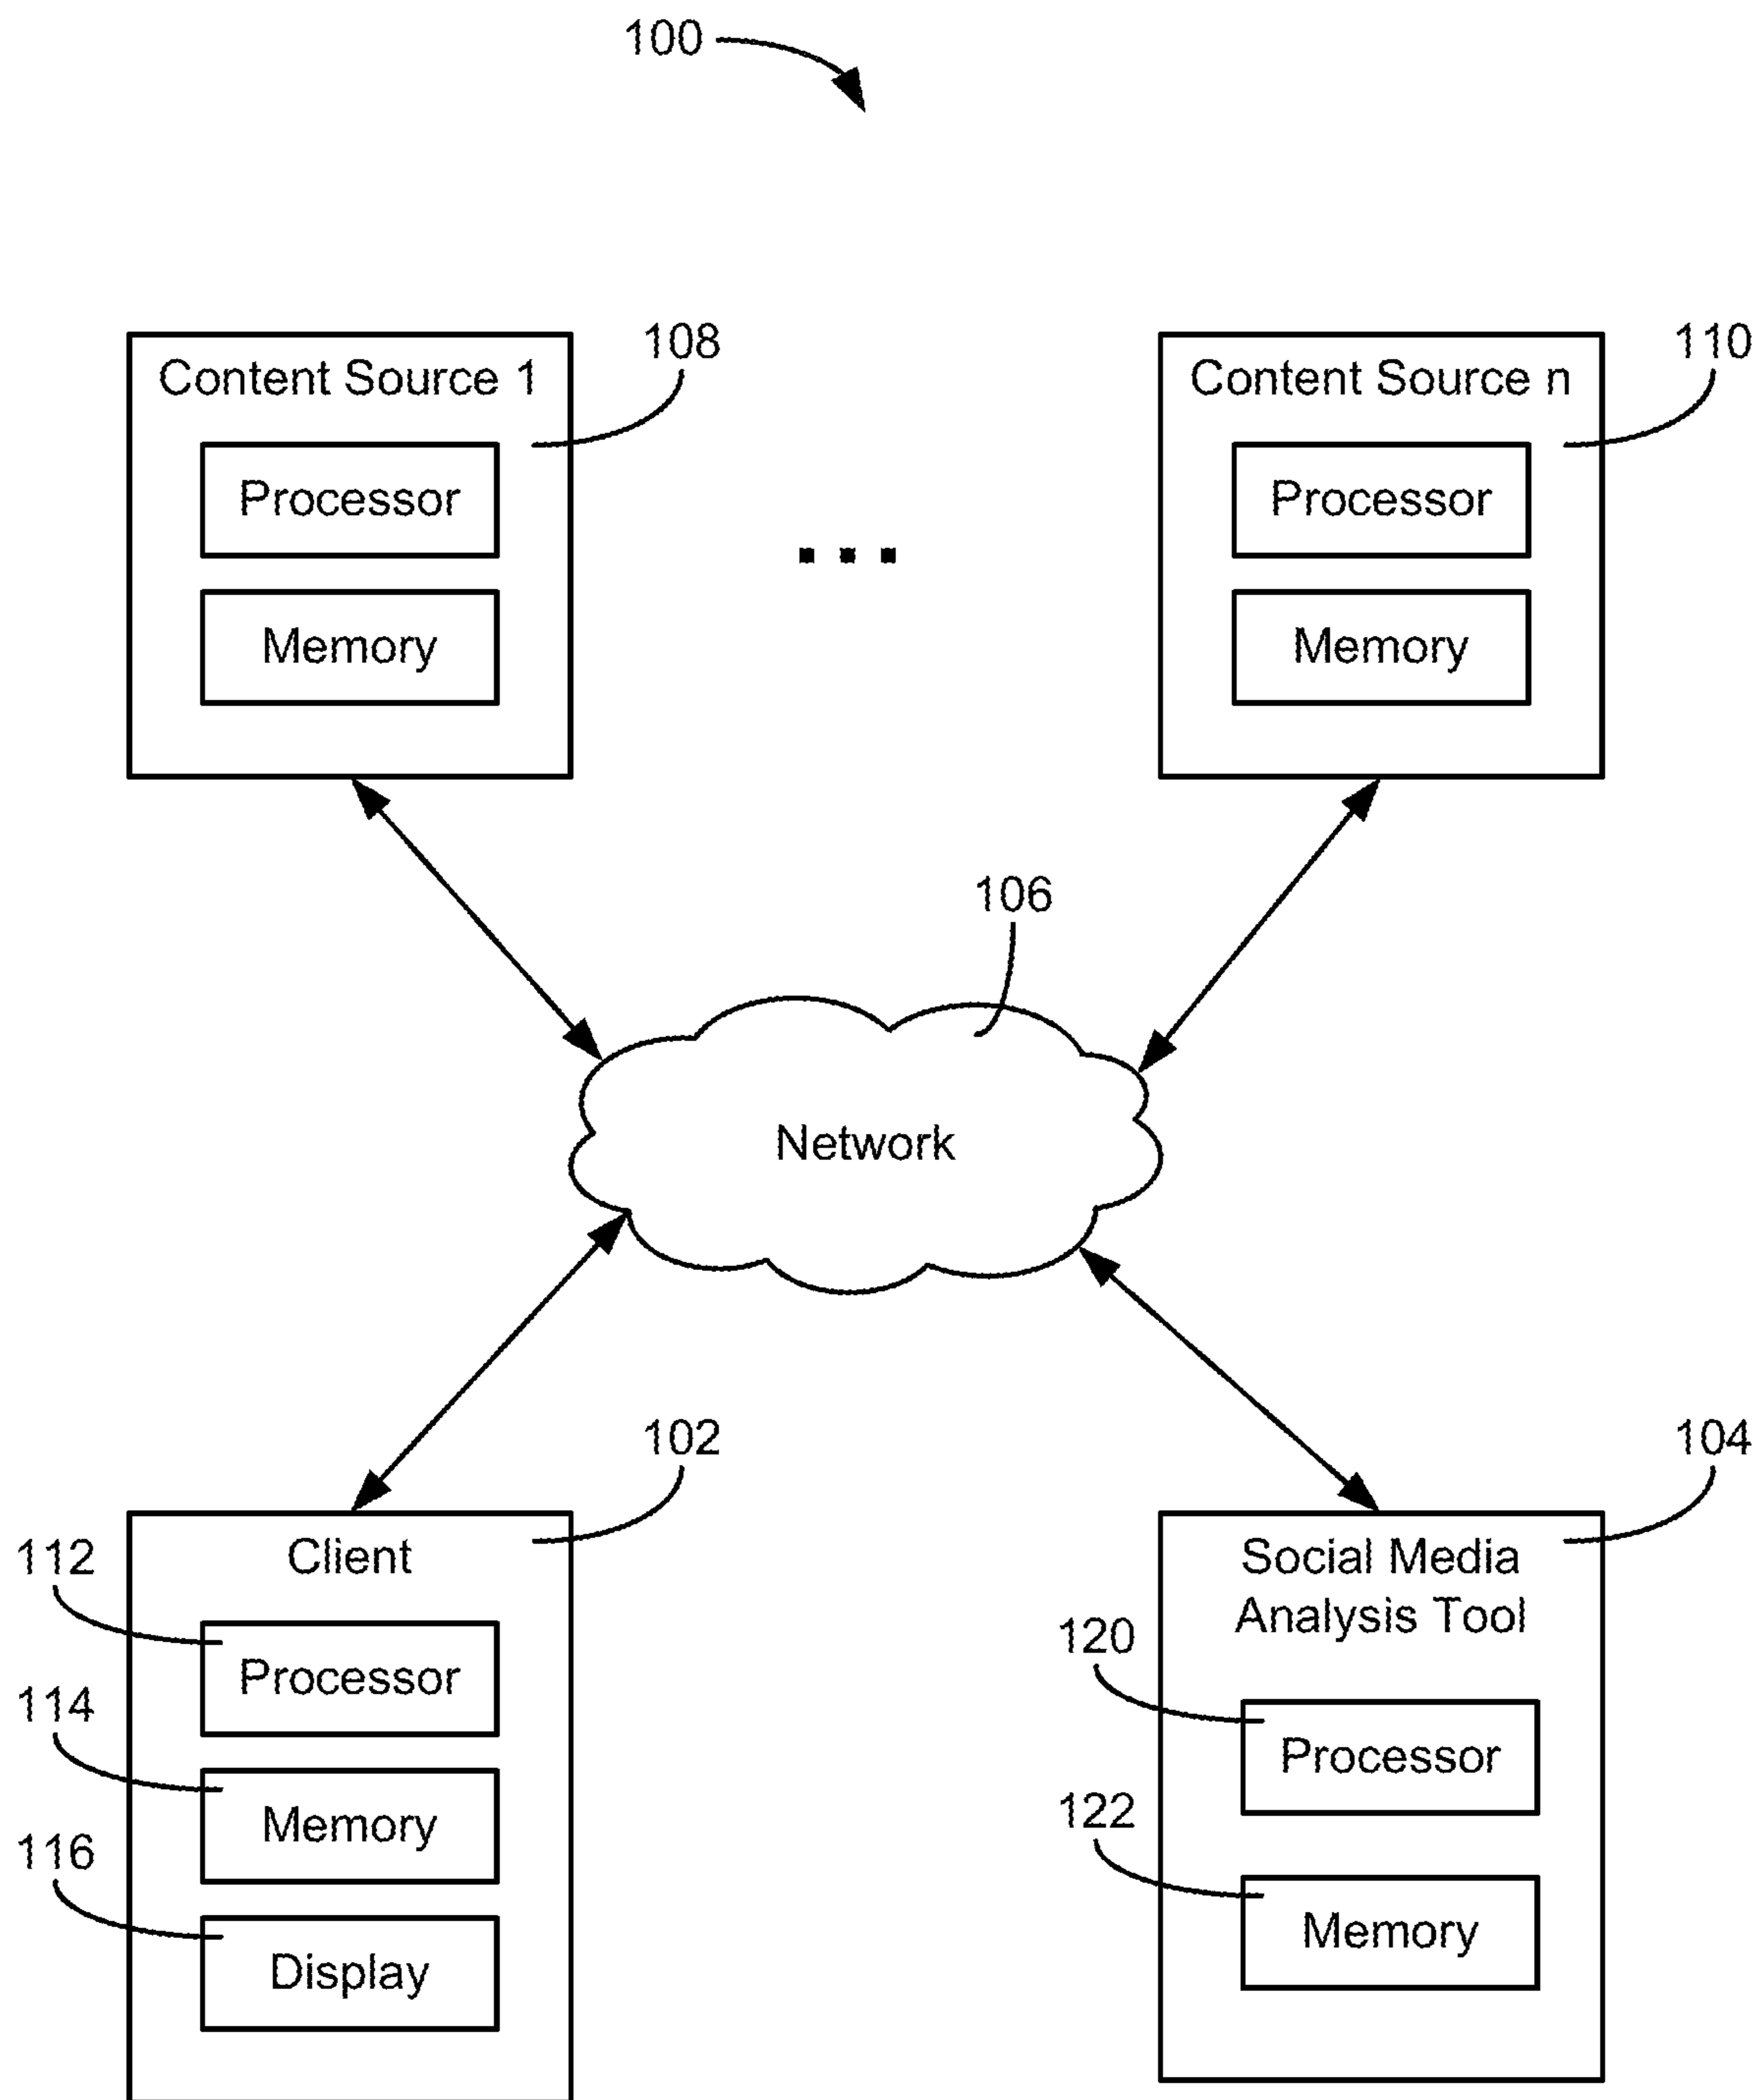 100
108
110
Content Source 1
Content Source n
Processor
Processor
Memory
Memory
106
Network
102
104
112
Client
Social Media
Analysis Tool
120
Processor
114
Processor
122
Memory
116
Memory
Display